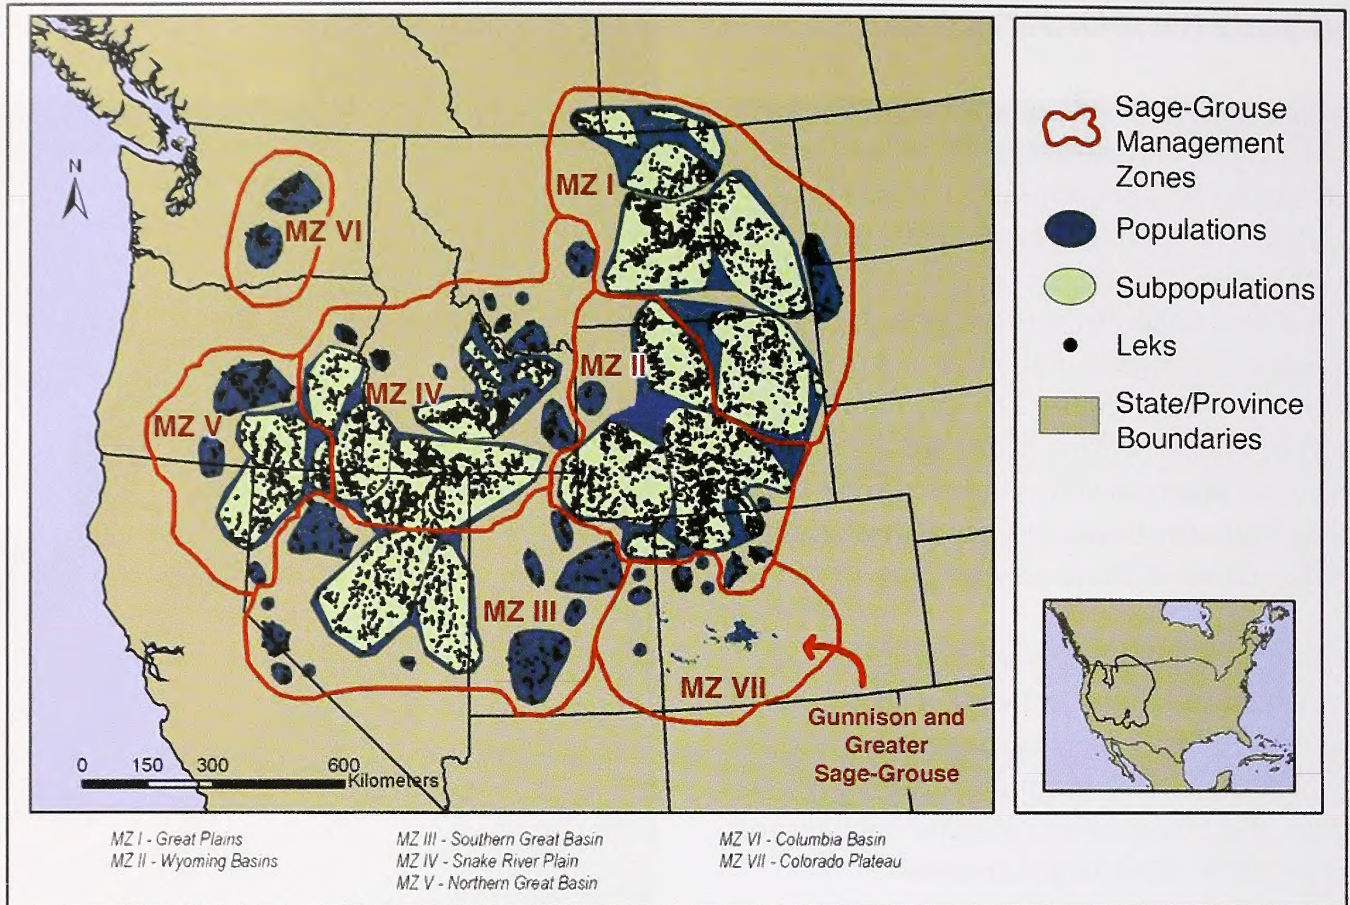 N
MZ I
MZ VI
MZ II
MZ IV
MZ V
MZ III
MZ VII
Gunnison and
Greater
Sage-Grouse
0 150 300 600
Kilometers
Sage-Grouse
Management
Zones
Populations
Subpopulations
Leks
State/Province
Boundaries
MZ I - Great Plains
MZ II - Wyoming Basins
MZ III - Southern Great Basin
MZ IV - Snake River Plain
MZ V - Northern Great Basin
MZ VI - Columbia Basin
MZ VII - Colorado Plateau